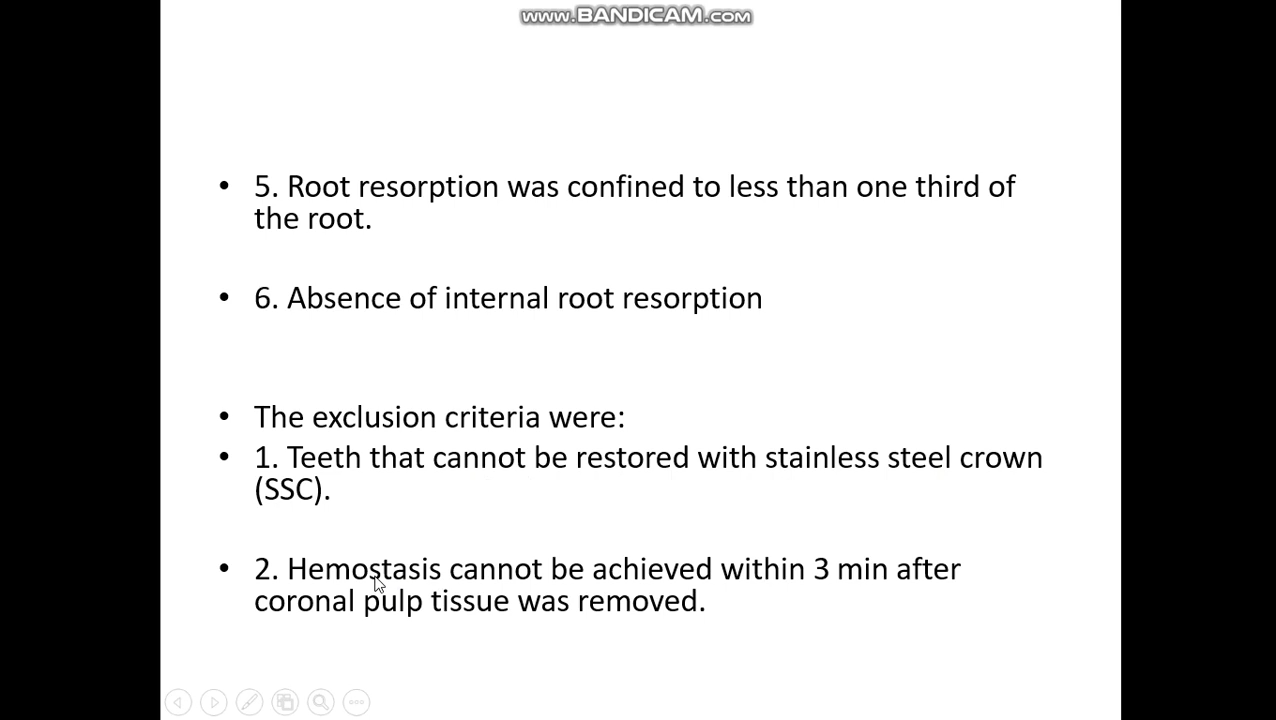 www.BANDICAM.com
• 5. Root resorption was confined to less than one third of
the root.
• 6. Absence of internal root resorption
• The exclusion criteria were:
• 1. Teeth that cannot be restored with stainless steel crown
(SSC).
• 2. Hemostasis cannot be achieved within 3 min after
coronal pulp tissue was removed.